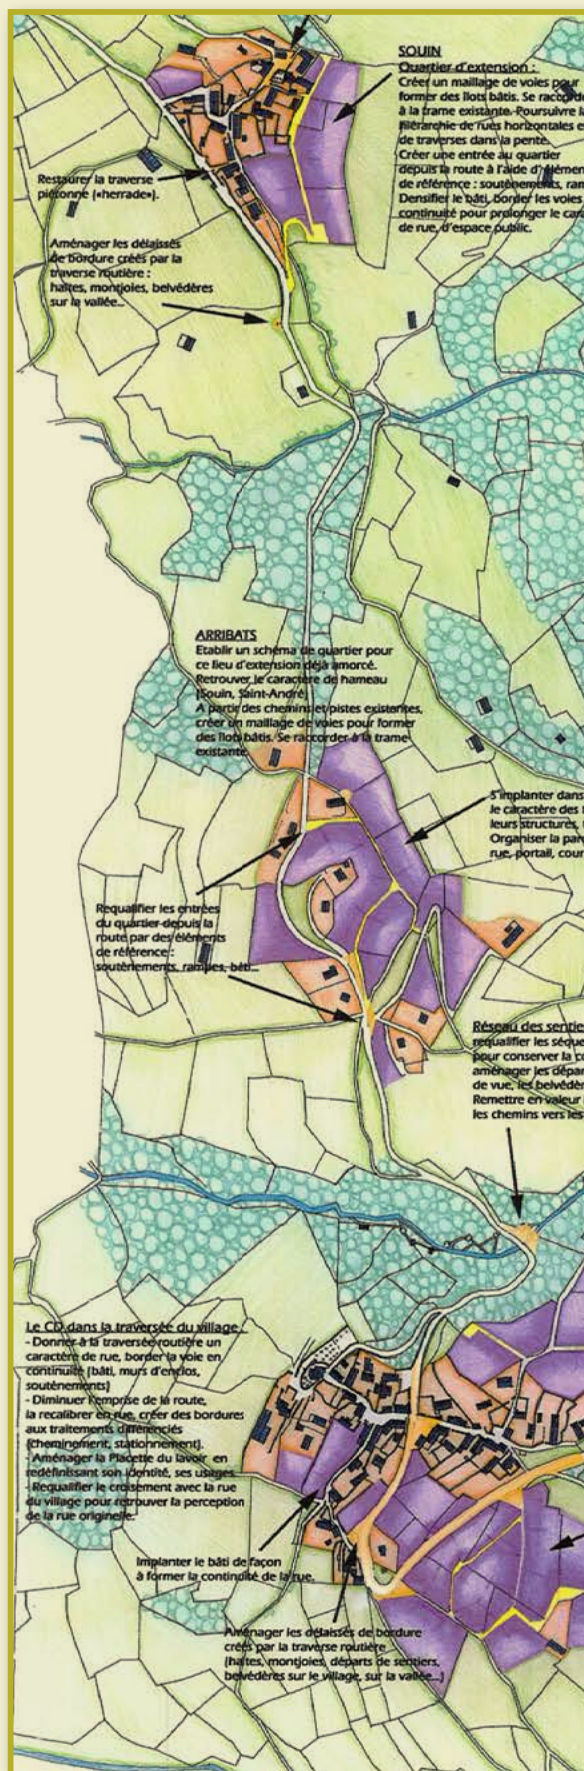 SOUIN
Quartier d'extension :
Créer un maillage de voies pour
former des îlots bâtis. Se raccorde
à la trame existante. Poursuivre la
hiérarchie de rues horizontales e
de traverses dans la pente.
Créer une entrée au quartier
depuis la route à l'aide d'élémen
de référence : soutènements, ram
Densifier le bâti, border les voies
continuité pour prolonger le cara
de rue, d'espace public.
Restaurer la traverse
piétonne («herrade»).
Aménager les délaissés
de bordure créés par la
traverse routière :
haltes, montjoies, belvédères
sur la vallée...
ARRIBATS
Etablir un schéma de quartier pour
ce lieu d'extension déjà amorcé.
Retrouver le caractère de hameau
(Souin, Saint-André)
A partir des chemins et pistes existantes,
créer un maillage de voies pour former
des îlots bâtis. Se raccorder à la trame
existante.
S'implanter dans
le caractère des
leurs structures,
Organiser la parc
rue, portail, cour
Requalifier les entrées
du quartier depuis la
route par des éléments
de référence :
soutènements, rampes, bâti...
Réseau des sentie
requalifier les séque
pour conserver la co
aménager les dépar
de vue, les belvédèr
Remettre en valeur
les chemins vers les
Le CD dans la traversée du village :
- Donner à la traversée routière un
caractère de rue, border la voie en
continuité (bâti, murs d'enclos,
soutènements)
- Diminuer l'emprise de la route,
la recalibrer en rue, créer des bordures
aux traitements différenciés
(cheminement, stationnement).
- Aménager la Placette du lavoir en
redéfinissant son identité, ses usages.
- Requalifier le croisement avec la rue
du village pour retrouver la perception
de la rue originelle.
Implanter le bâti de façon
à former la continuité de la rue.
Aménager les délaissés de bordure
créés par la traverse routière
(haltes, montjoies, départs de sentiers,
belvédères sur le village, sur la vallée...)